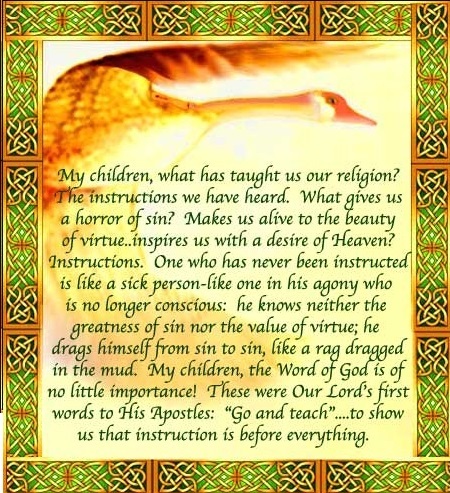 My children, what has taught us our religion?
The instructions we have heard.  What gives us
a horror of sin?  Makes us alive to the beauty
of virtue..inspires us with a desire of Heaven?
Instructions.  One who has never been instructed
is like a sick person-like one in his agony who
is no longer conscious:  he knows neither the
greatness of sin nor the value of virtue; he
drags himself from sin to sin, like a rag dragged
in the mud.  My children, the Word of God is of
no little importance!  These were Our Lord's first
words to His Apostles:  "Go and teach"....to show
us that instruction is before everything.